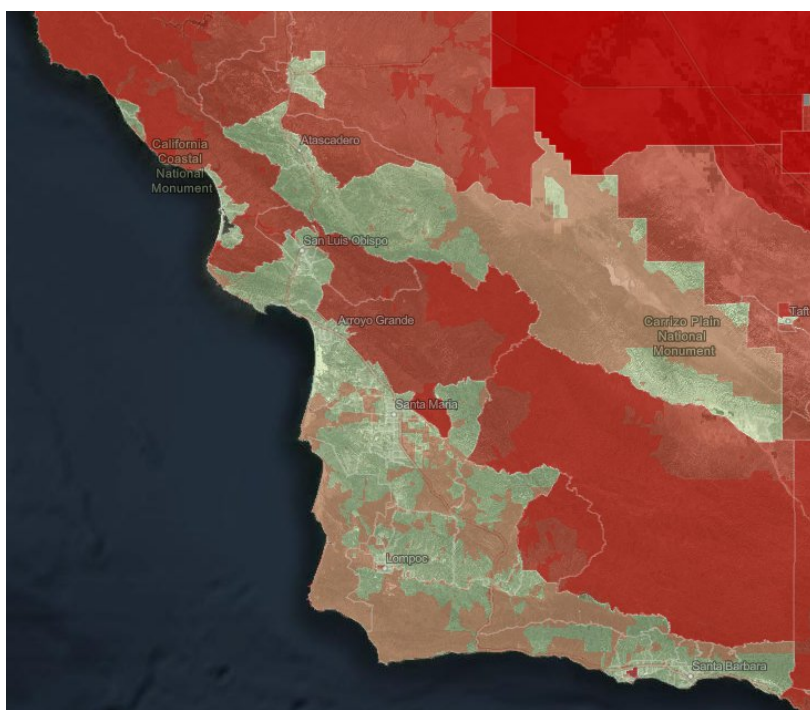 Atascadero
California
Coastal
National
Monument
San Luis Obispo
Arroyo Grande
Taft
Carrizo Plain
National
Monument
Santa Maria
Lompoc
Santa Barbara